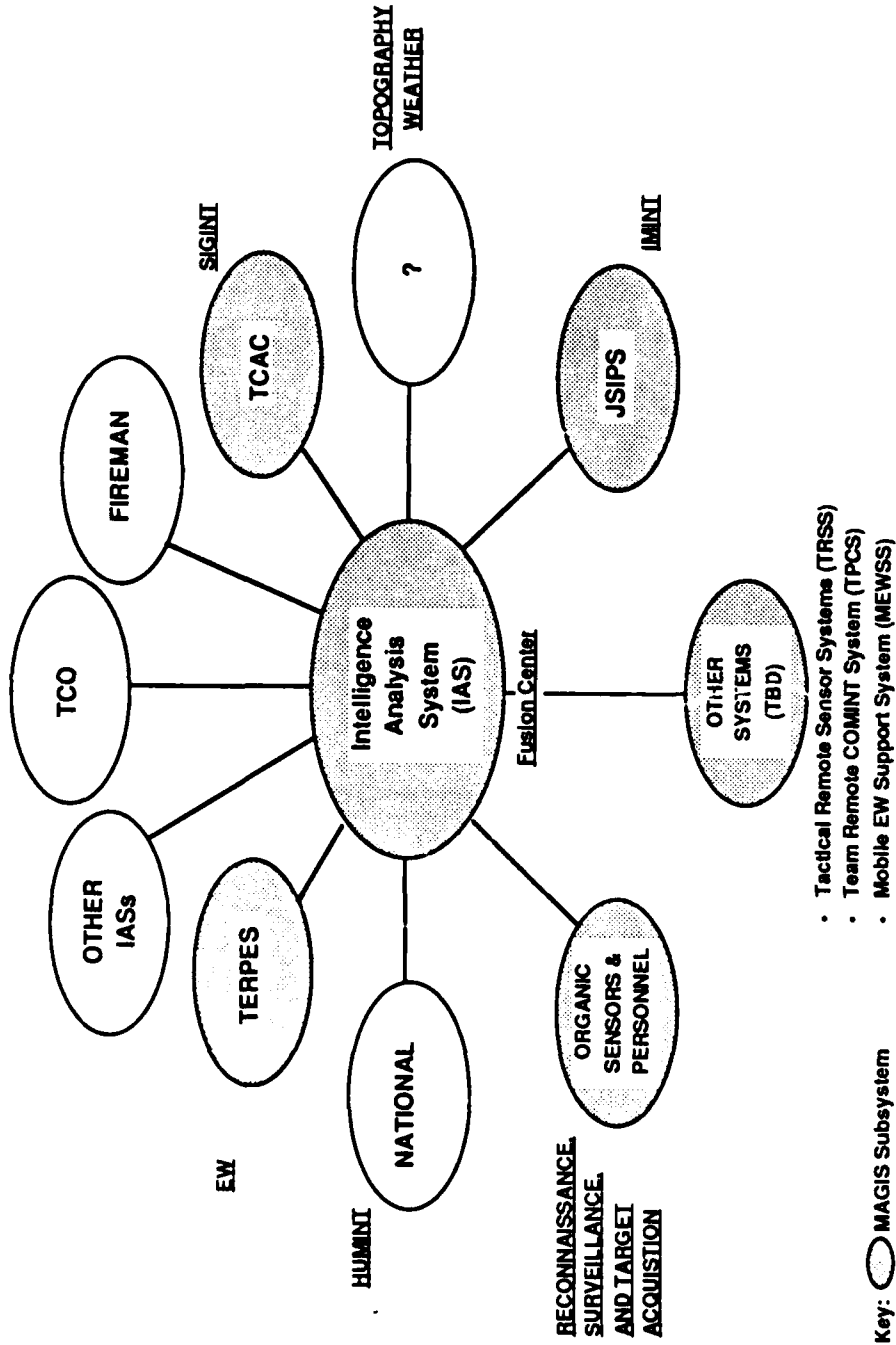 TCO
OTHER
IASs
FIREMAN
SIGINT
EW
TERPES
TCAC
TOPOGRAPHY
WEATHER
HUMINT
NATIONAL
Intelligence
Analysis
System
(IAS)
?
Fusion Center
RECONNAISSANCE,
SURVEILLANCE,
AND TARGET
ACQUISTION
ORGANIC
SENSORS &
PERSONNEL
OTHER
SYSTEMS
(TBD)
JSIPS
IMINT
• Tactical Remote Sensor Systems (TRSS)
• Team Remote COMINT System (TPCS)
• Mobile EW Support System (MEWSS)
Key: MAGIS Subsystem